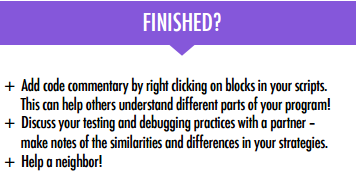 FINISHED?
+ Add code commentary by right clicking on blocks in your scripts.
This can help others understand different parts of your program!
+ Discuss your testing and debugging practices with a partner –
make notes of the similarities and differences in your strategies.
+ Help a neighbor!